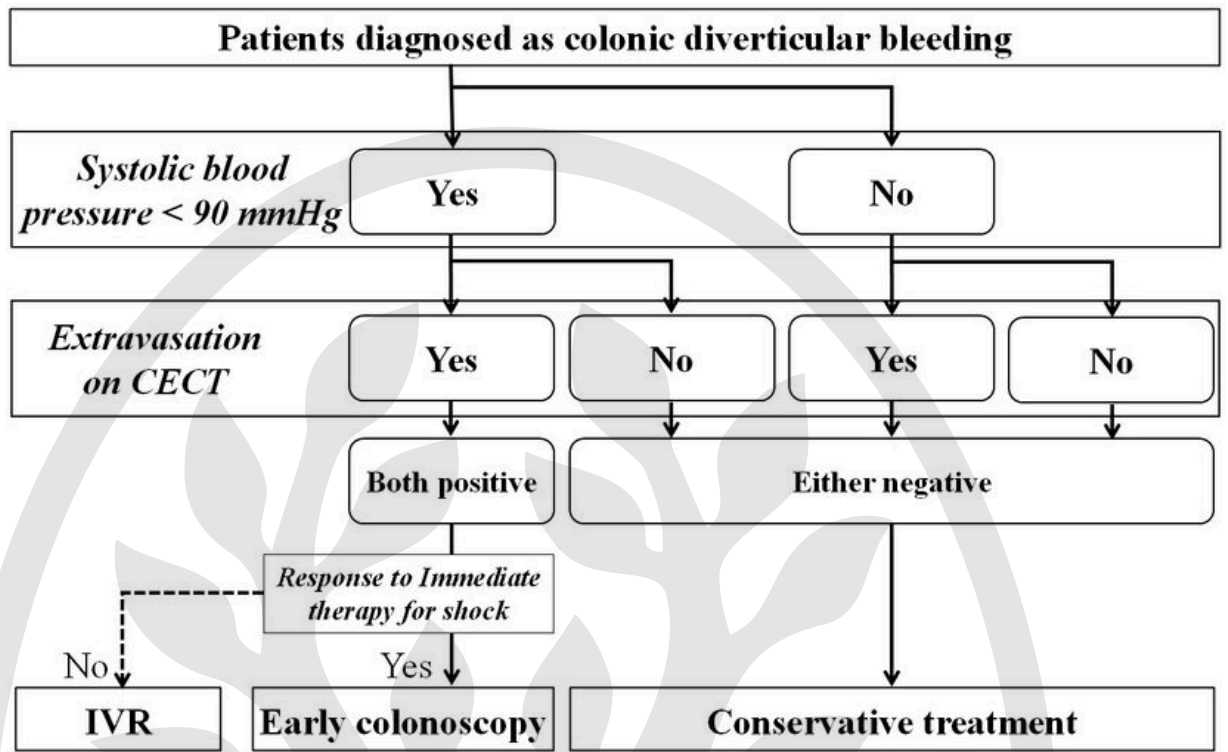 Patients diagnosed as colonic diverticular bleeding
Systolic blood
pressure < 90 mmHg
Yes
No
Extravasation
on CECT
Yes
No
Yes
No
Both positive
Either negative
Response to Immediate
therapy for shock
No
Yes
IVR
Early colonoscopy
Conservative treatment